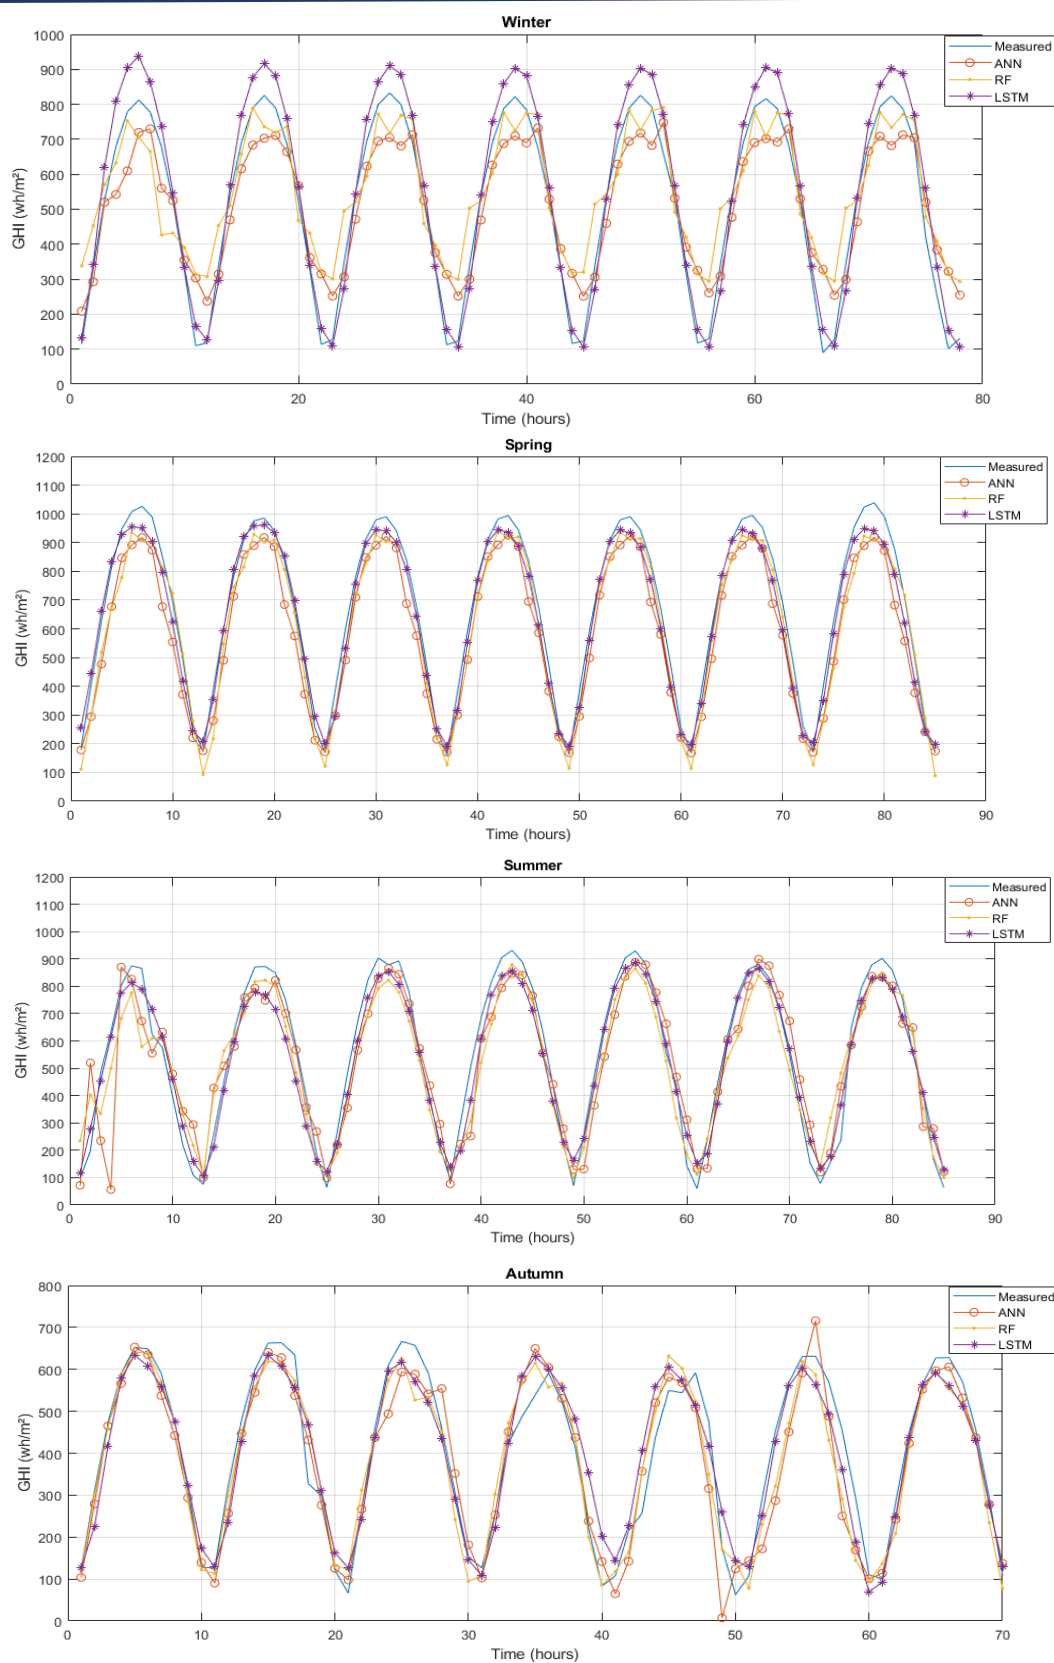 Winter
1000
900
800
700
600
500
400
300
200
100
0
GHI (wh/m²)
0 20 40 60 80
Time (hours)
Measured
ANN
RF
LSTM
Spring
1200
1100
1000
900
800
700
600
500
400
300
200
100
0
GHI (wh/m²)
0 10 20 30 40 50 60 70 80 90
Time (hours)
Measured
ANN
RF
LSTM
Summer
1200
1100
1000
900
800
700
600
500
400
300
200
100
0
GHI (wh/m²)
0 10 20 30 40 50 60 70 80 90
Time (hours)
Measured
ANN
RF
LSTM
Autumn
800
700
600
500
400
300
200
100
0
GHI (wh/m²)
0 10 20 30 40 50 60 70
Time (hours)
Measured
ANN
RF
LSTM